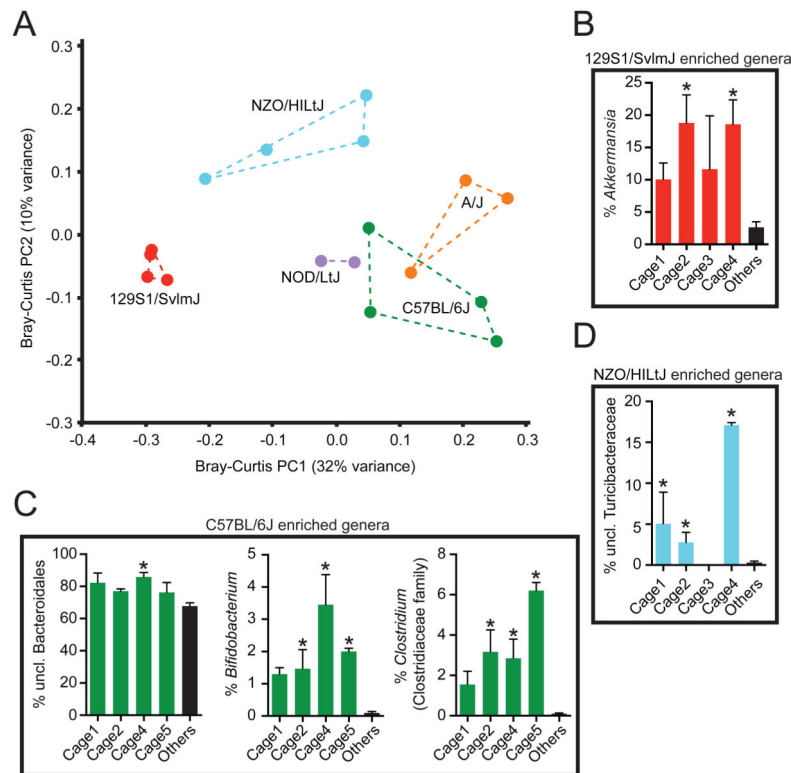 A
0.3
0.2
0.1
0.0
-0.1
-0.2
-0.3
Bray-Curtis PC2 (10% variance)
NZO/HILtJ
A/J
NOD/LtJ
129S1/SvlmJ
C57BL/6J
-0.4
-0.3
-0.2
-0.1
0.0
0.1
0.2
0.3
Bray-Curtis PC1 (32% variance)
B
129S1/SvlmJ enriched genera
25
20
15
10
5
0
% Akkermansia
*
*
Cage1
Cage2
Cage3
Cage4
Others
D
NZO/HILtJ enriched genera
20
15
10
5
0
% uncl. Turicibacteraceae
*
*
*
Cage1
Cage2
Cage3
Cage4
Others
C
C57BL/6J enriched genera
100
80
60
40
20
0
% uncl. Bacteroidales
*
Cage1
Cage2
Cage4
Cage5
Others
5
4
3
2
1
0
% Bifidobacterium
*
*
*
Cage1
Cage2
Cage4
Cage5
Others
8
6
4
2
0
% Clostridium
(Clostridiaceae family)
*
*
*
Cage1
Cage2
Cage4
Cage5
Others